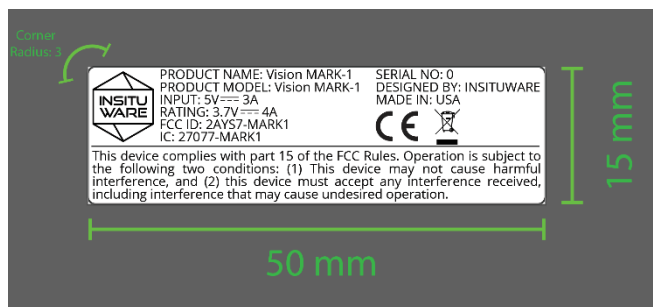 Corner
Radius: 3
INSITU
WARE
PRODUCT NAME: Vision MARK-1
PRODUCT MODEL: Vision MARK-1
INPUT: 5V⎓ 3A
RATING: 3.7V⎓ 4A
FCC ID: 2AYS7-MARK1
IC: 27077-MARK1
SERIAL NO: 0
DESIGNED BY: INSITUWARE
MADE IN: USA
CE
This device complies with part 15 of the FCC Rules. Operation is subject to
the following two conditions: (1) This device may not cause harmful
interference, and (2) this device must accept any interference received,
including interference that may cause undesired operation.
15 mm
50 mm